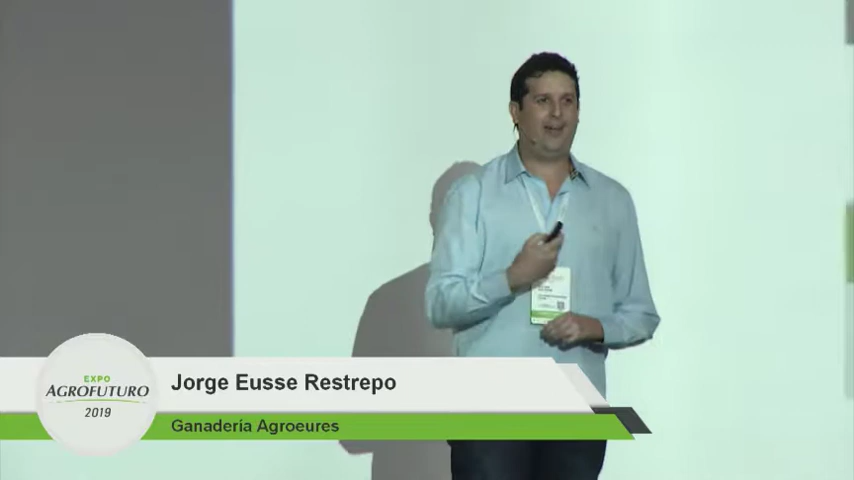 EXPO
AGROFUTURO
2019
Jorge Eusse Restrepo
Ganadería Agroeures